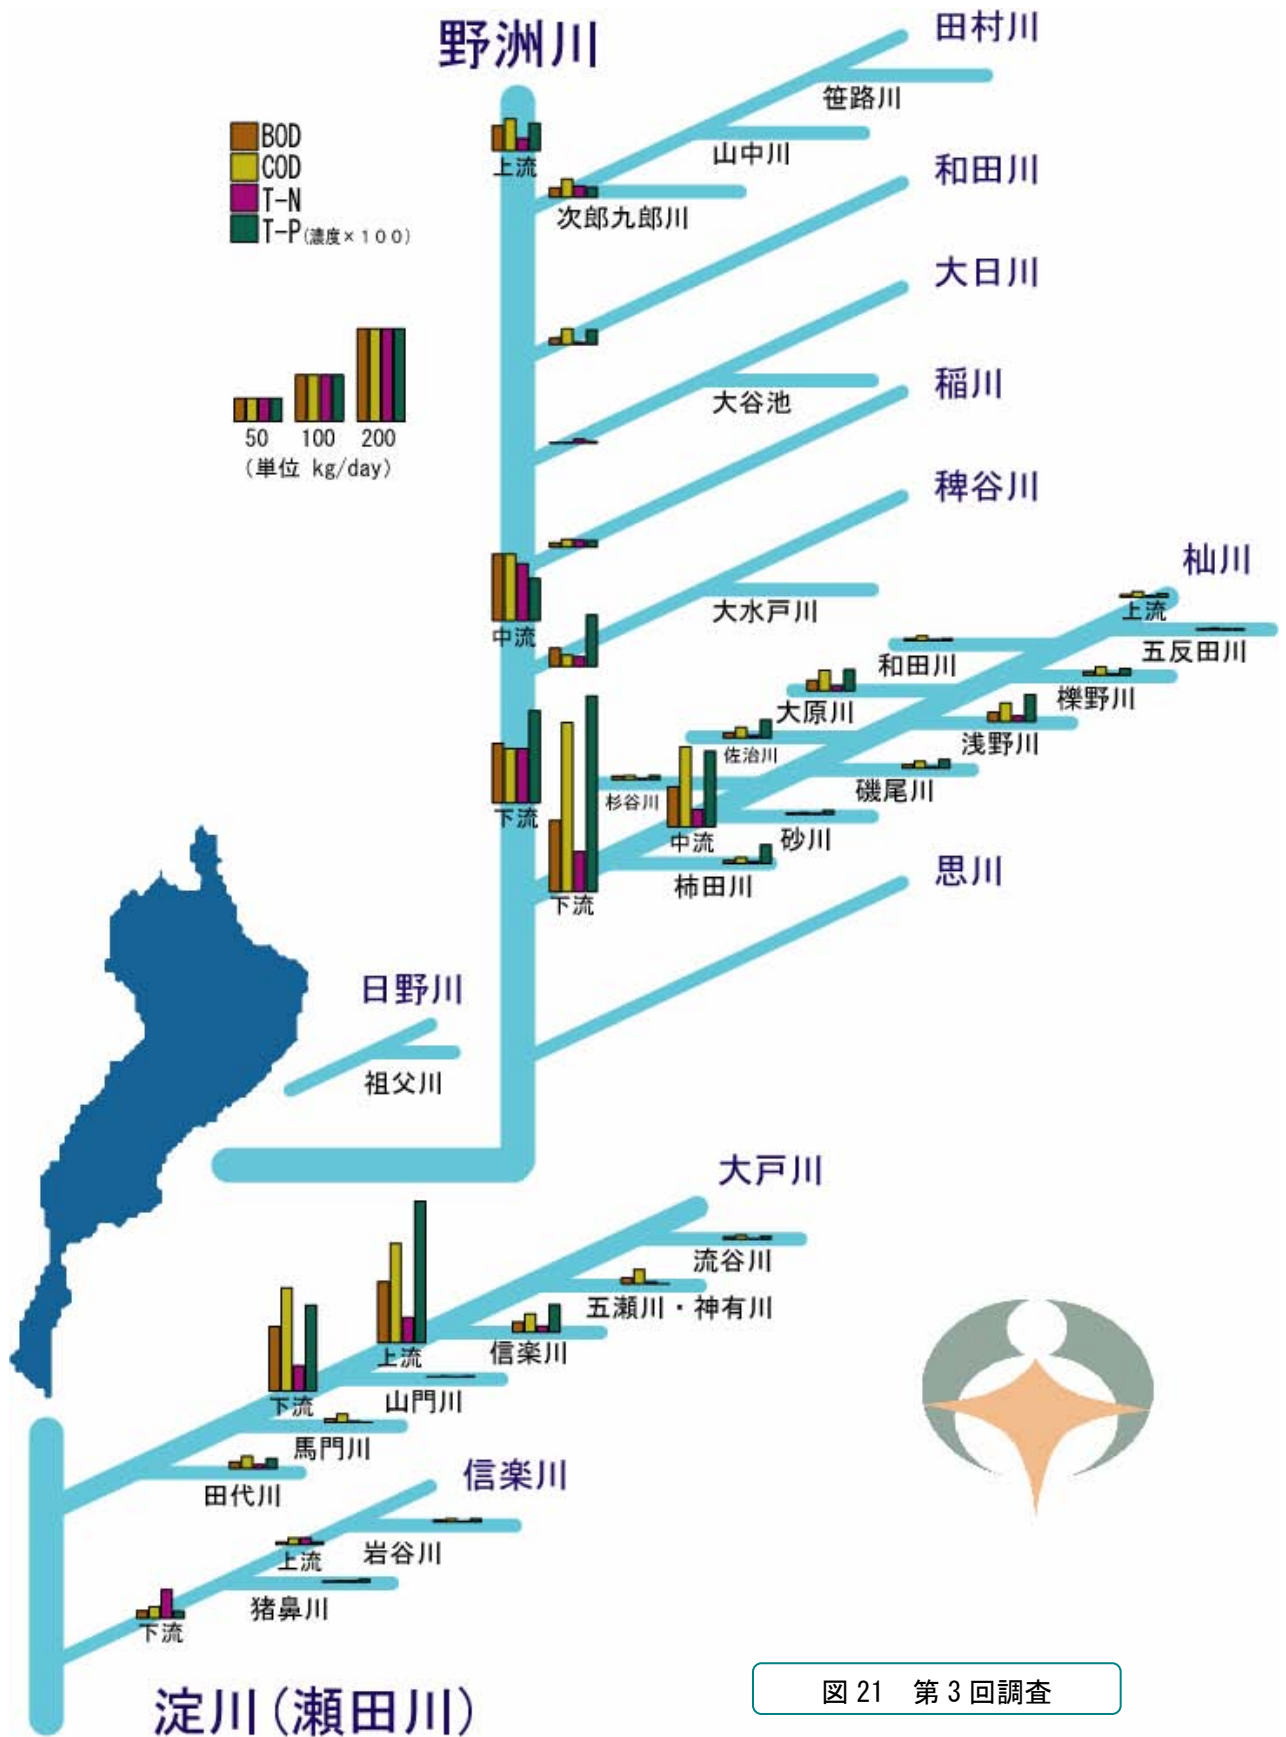 野洲川
田村川
笹路川
山中川
次郎九郎川
上流
BOD
COD
T-N
T-P(濃度×100)
和田川
大日川
大谷池
稲川
50 100 200
(単位 kg/day)
稗谷川
大水戸川
中流
杣川
上流
五反田川
和田川
櫟野川
大原川
浅野川
佐治川
磯尾川
杉谷川
砂川
中流
柿田川
下流
下流
思川
日野川
祖父川
大戸川
流谷川
五瀬川・神有川
信楽川
上流
山門川
下流
馬門川
田代川
信楽川
岩谷川
上流
猪鼻川
下流
淀川(瀬田川)
図21 第3回調査